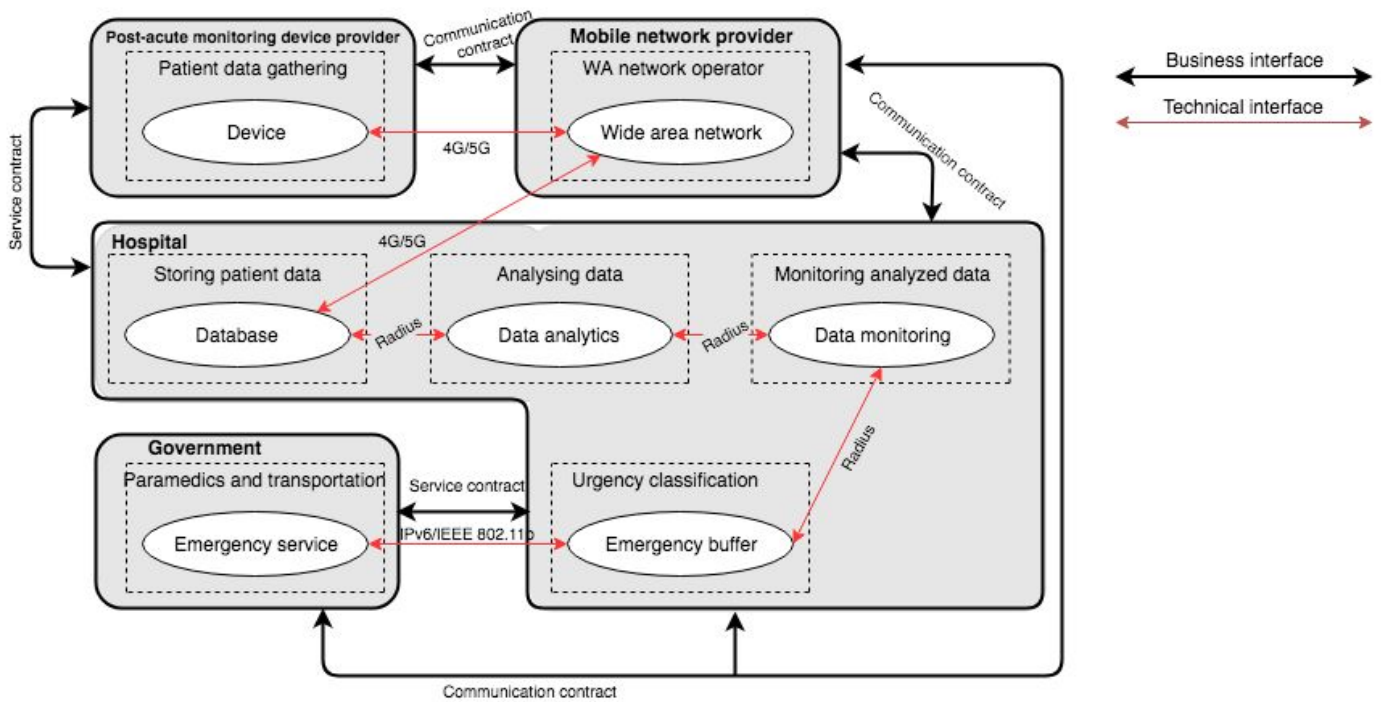 Post-acute monitoring device provider
Communication
contract
Mobile network provider
Patient data gathering
WA network operator
Business interface
Device
Wide area network
Technical interface
4G/5G
Communication contract
Service contract
4G/5G
Hospital
Storing patient data
Analysing data
Monitoring analyzed data
Database
Radius
Data analytics
Radius
Data monitoring
Radius
Government
Paramedics and transportation
Service contract
Urgency classification
IPv6/IEEE 802.11p
Emergency service
Emergency buffer
Communication contract